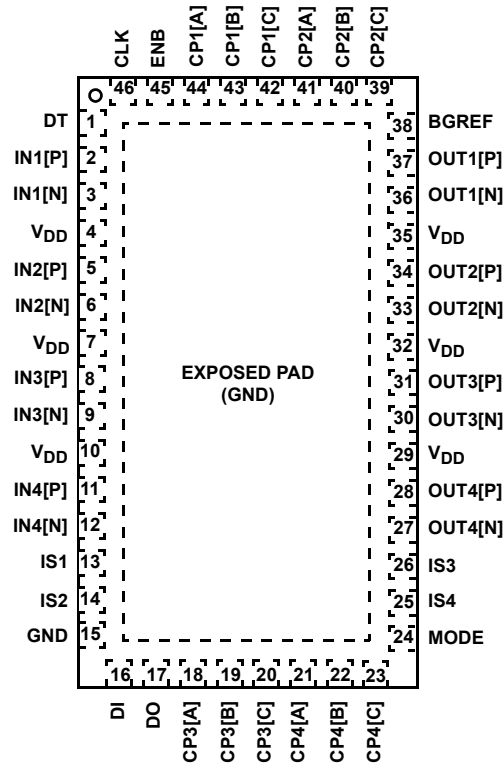 CLK ENB CP1[A] CP1[B] CP1[C] CP2[A] CP2[B] CP2[C]
46 45 44 43 42 41 40 39
DT 1 38 BGREF
IN1[P] 2 37 OUT1[P]
IN1[N] 3 36 OUT1[N]
VDD 4 35 VDD
IN2[P] 5 34 OUT2[P]
IN2[N] 6 33 OUT2[N]
VDD 7 32 VDD
IN3[P] 8 31 OUT3[P]
EXPOSED PAD
(GND)
IN3[N] 9 30 OUT3[N]
VDD 10 29 VDD
IN4[P] 11 28 OUT4[P]
IN4[N] 12 27 OUT4[N]
IS1 13 26 IS3
IS2 14 25 IS4
GND 15 24 MODE
16 17 18 19 20 21 22 23
DI DO CP3[A] CP3[B] CP3[C] CP4[A] CP4[B] CP4[C]